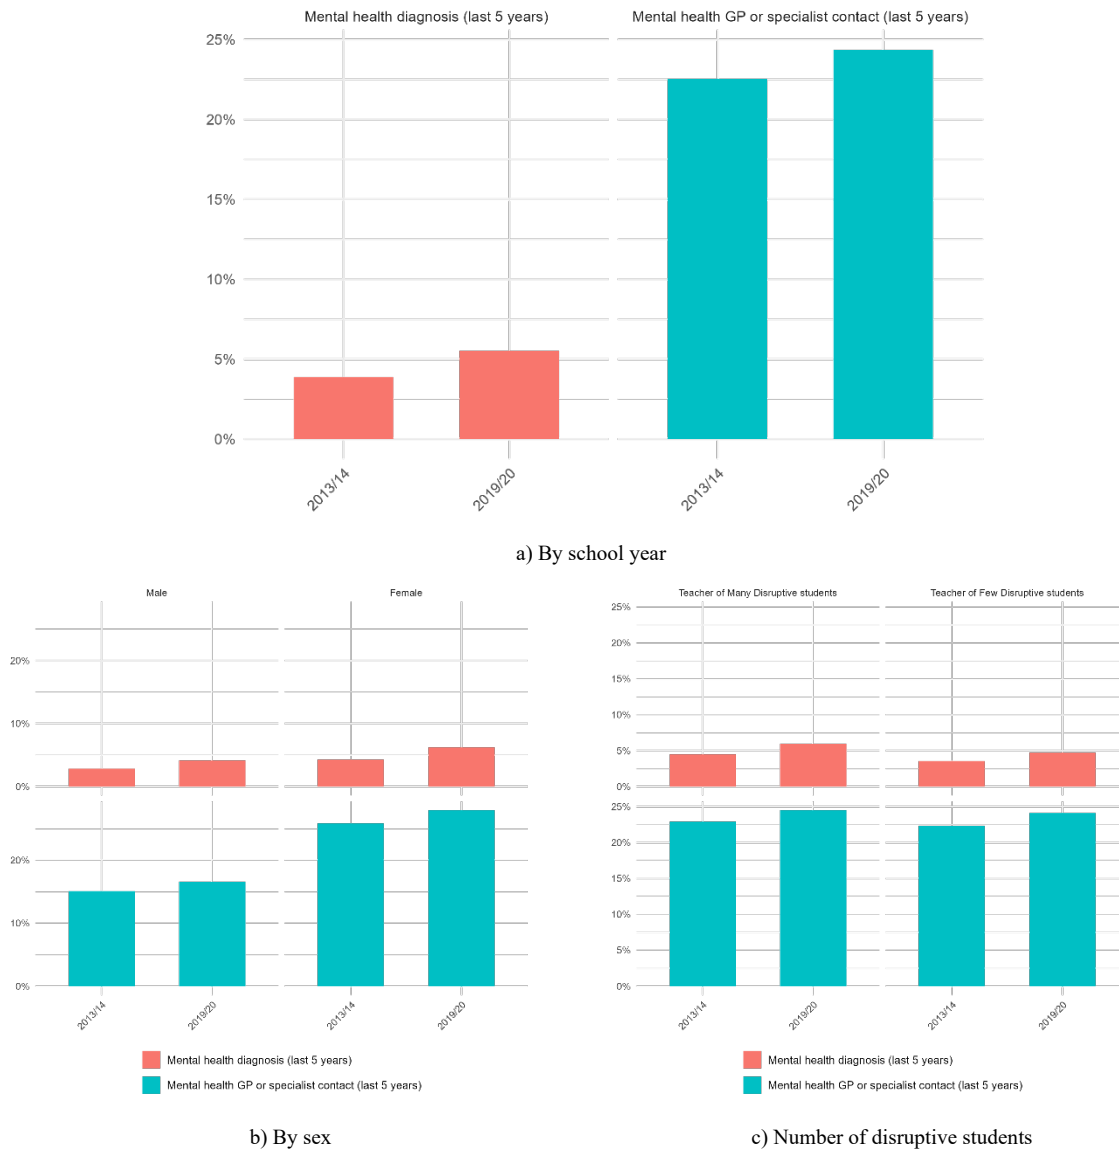 Mental health diagnosis (last 5 years) Mental health GP or specialist contact (last 5 years)
25%
20%
15%
10%
5%
0%
2013/14 2019/20 2013/14 2019/20
a) By school year
Male Female
20%
10%
0%
20%
10%
0%
2013/14 2019/20 2013/14 2019/20
Mental health diagnosis (last 5 years)
Mental health GP or specialist contact (last 5 years)
b) By sex
Teacher of Many Disruptive students Teacher of Few Disruptive students
25%
20%
15%
10%
5%
0%
25%
20%
15%
10%
5%
0%
2013/14 2019/20 2013/14 2019/20
Mental health diagnosis (last 5 years)
Mental health GP or specialist contact (last 5 years)
c) Number of disruptive students